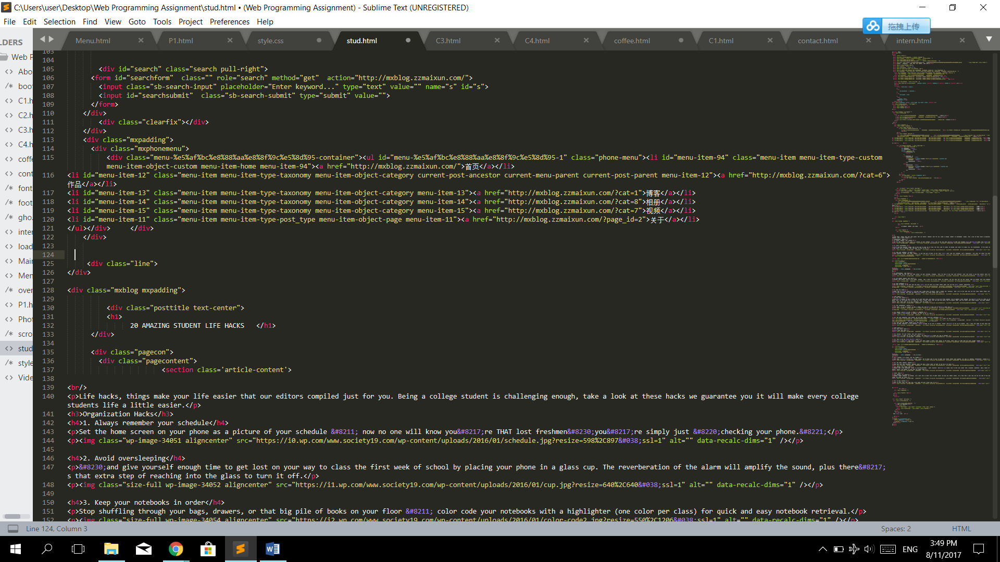 C:\Users\user\Desktop\Web Programming Assignment\stud.html • (Web Programming Assignment) - Sublime Text (UNREGISTERED)
File Edit Selection Find View Goto Tools Project Preferences Help
拖拽上传
LDERS
Menu.html P1.html style.css stud.html C3.html C4.html coffee.html C1.html contact.html intern.html
Web P
<> Abo
/* boot
<> C1.h
<> C2.h
<> C3.h
<> C4.h
<> coffe
<> cont
/* font
/* foot
/* gho.
<> inter
<> load
<> Mair
<> Men
/* over
<> P1.h
<> Phot
/* scro
<> stud
/* style
<> Vide
103
104
105 <div id="search" class="search pull-right">
106 <form id="searchform"  class="" role="search" method="get"  action="http://mxblog.zzmaixun.com/">
107 <input class="sb-search-input" placeholder="Enter keyword..." type="text" value="" name="s" id="s">
108 <input id="searchsubmit"  class="sb-search-submit" type="submit" value="">
109 </form>
110 </div>
111 <div class="clearfix"></div>
112 </div>
113 <div class="mxpadding">
114 <div class="mxphonemenu">
115 <div class="menu-%e5%af%bc%e8%88%aa%e8%8f%9c%e5%8d%95-container"><ul id="menu-%e5%af%bc%e8%88%aa%e8%8f%9c%e5%8d%95-1" class="phone-menu"><li id="menu-item-94" class="menu-item menu-item-type-custom
menu-item-object-custom menu-item-home menu-item-94"><a href="http://mxblog.zzmaixun.com/">首页</a></li>
116 <li id="menu-item-12" class="menu-item menu-item-type-taxonomy menu-item-object-category current-post-ancestor current-menu-parent current-post-parent menu-item-12"><a href="http://mxblog.zzmaixun.com/?cat=6">
作品</a></li>
117 <li id="menu-item-13" class="menu-item menu-item-type-taxonomy menu-item-object-category menu-item-13"><a href="http://mxblog.zzmaixun.com/?cat=1">博客</a></li>
118 <li id="menu-item-14" class="menu-item menu-item-type-taxonomy menu-item-object-category menu-item-14"><a href="http://mxblog.zzmaixun.com/?cat=8">相册</a></li>
119 <li id="menu-item-15" class="menu-item menu-item-type-taxonomy menu-item-object-category menu-item-15"><a href="http://mxblog.zzmaixun.com/?cat=7">视频</a></li>
120 <li id="menu-item-11" class="menu-item menu-item-type-post_type menu-item-object-page menu-item-11"><a href="http://mxblog.zzmaixun.com/?page_id=2">关于</a></li>
121 </ul></div>     </div>
122 </div>
123
124
125 <div class="line">
126 </div>
127
128 <div class="mxblog mxpadding">
129
130 <div class="posttitle text-center">
131 <h1>
132 20 AMAZING STUDENT LIFE HACKS   </h1>
133 </div>
134
135 <div class="pagecon">
136 <div class="pagecontent">
137 <section class='article-content'>
138
139 <br/>
140 <p>Life hacks, things make your life easier that our editors compiled just for you. Being a college student is challenging enough, take a look at these hacks we guarantee you it will make every college
students life a little easier.</p>
141 <h3>Organization Hacks</h3>
142 <h4>1. Always remember your schedule</h4>
143 <p>Set the home screen on your phone as a picture of your schedule &#8211; now no one will know you&#8217;re THAT lost freshmen&#8230;you&#8217;re simply just &#8220;checking your phone.&#8221;</p>
144 <p><img class="wp-image-34051 aligncenter" src="https://i0.wp.com/www.society19.com/wp-content/uploads/2016/01/schedule.jpg?resize=598%2C897&#038;ssl=1" alt="" data-recalc-dims="1" /></p>
145
146 <h4>2. Avoid oversleeping</h4>
147 <p>&#8230;and give yourself enough time to get lost on your way to class the first week of school by placing your phone in a glass cup. The reverberation of the alarm will amplify the sound, plus there&#8217;
s that extra step of reaching into the glass to turn it off.</p>
148 <p><img class="size-full wp-image-34052 aligncenter" src="https://i1.wp.com/www.society19.com/wp-content/uploads/2016/01/cup.jpg?resize=640%2C640&#038;ssl=1" alt="" data-recalc-dims="1" /></p>
149
150 <h4>3. Keep your notebooks in order</h4>
151 <p>Stop shuffling through your bags, drawers, or that big pile of books on your floor &#8211; color code your notebooks with a highlighter (one color per class) for quick and easy notebook retrieval.</p>
152 <p><img class="size-full wp-image-34054 aligncenter" src="https://i2.wp.com/www.society19.com/wp-content/uploads/2016/01/color-code2.jpg?resize=550%2C1206&#038;ssl=1" alt="" data-recalc-dims="1" /></p>
Line 124, Column 3 Spaces: 2 HTML
ENG 3:49 PM
8/11/2017